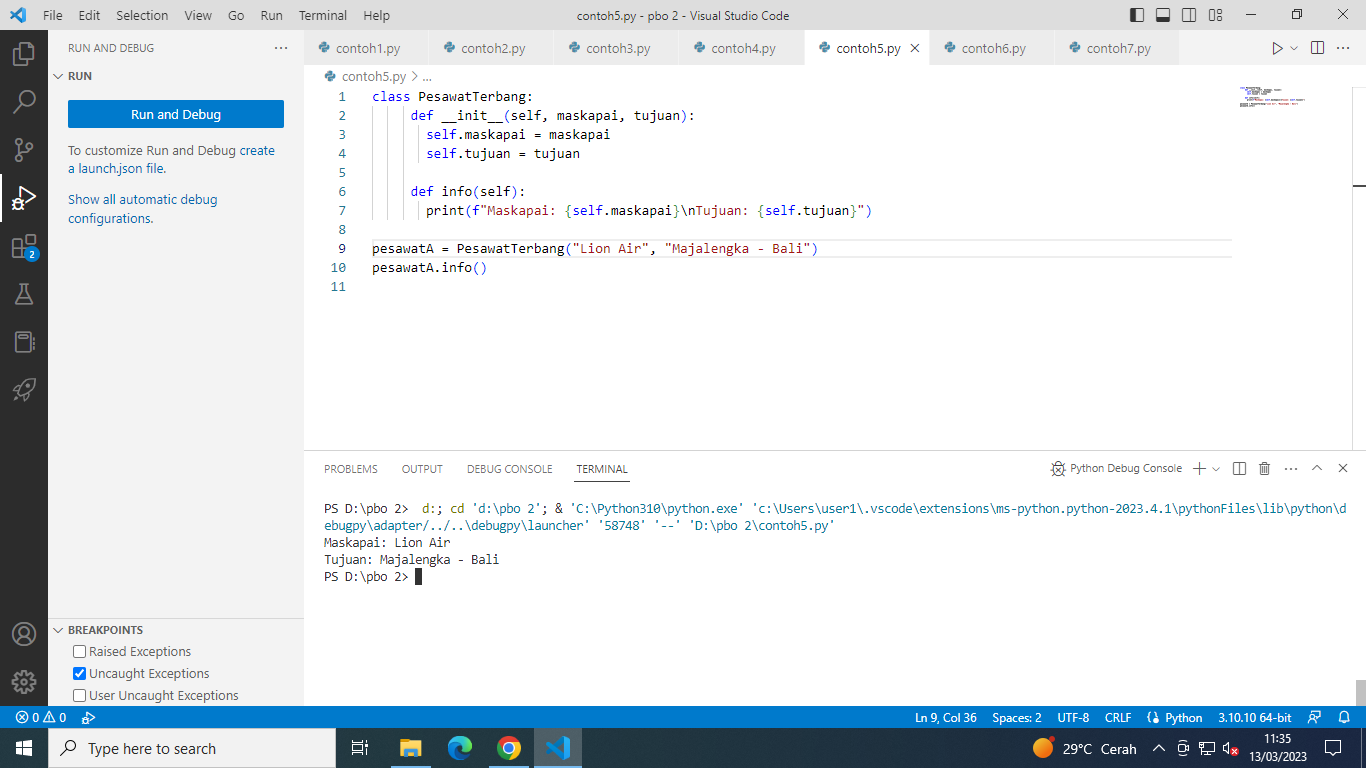 File Edit Selection View Go Run Terminal Help contoh5.py - pbo 2 - Visual Studio Code
RUN AND DEBUG ...
RUN
Run and Debug
To customize Run and Debug create
a launch.json file.
Show all automatic debug
configurations.
2
BREAKPOINTS
Raised Exceptions
Uncaught Exceptions
User Uncaught Exceptions
contoh1.py contoh2.py contoh3.py contoh4.py contoh5.py contoh6.py contoh7.py
contoh5.py > ...
1 class PesawatTerbang:
2 def __init__(self, maskapai, tujuan):
3 self.maskapai = maskapai
4 self.tujuan = tujuan
5
6 def info(self):
7 print(f"Maskapai: {self.maskapai}\nTujuan: {self.tujuan}")
8
9 pesawatA = PesawatTerbang("Lion Air", "Majalengka - Bali")
10 pesawatA.info()
11
PROBLEMS OUTPUT DEBUG CONSOLE TERMINAL Python Debug Console
PS D:\pbo 2>  d:; cd 'd:\pbo 2'; & 'C:\Python310\python.exe' 'c:\Users\user1\.vscode\extensions\ms-python.python-2023.4.1\pythonFiles\lib\python\d
ebugpy\adapter/../..\debugpy\launcher' '58748' '--' 'D:\pbo 2\contoh5.py'
Maskapai: Lion Air
Tujuan: Majalengka - Bali
PS D:\pbo 2>
0 0 Ln 9, Col 36 Spaces: 2 UTF-8 CRLF Python 3.10.10 64-bit
Type here to search 29°C Cerah 11:35
13/03/2023